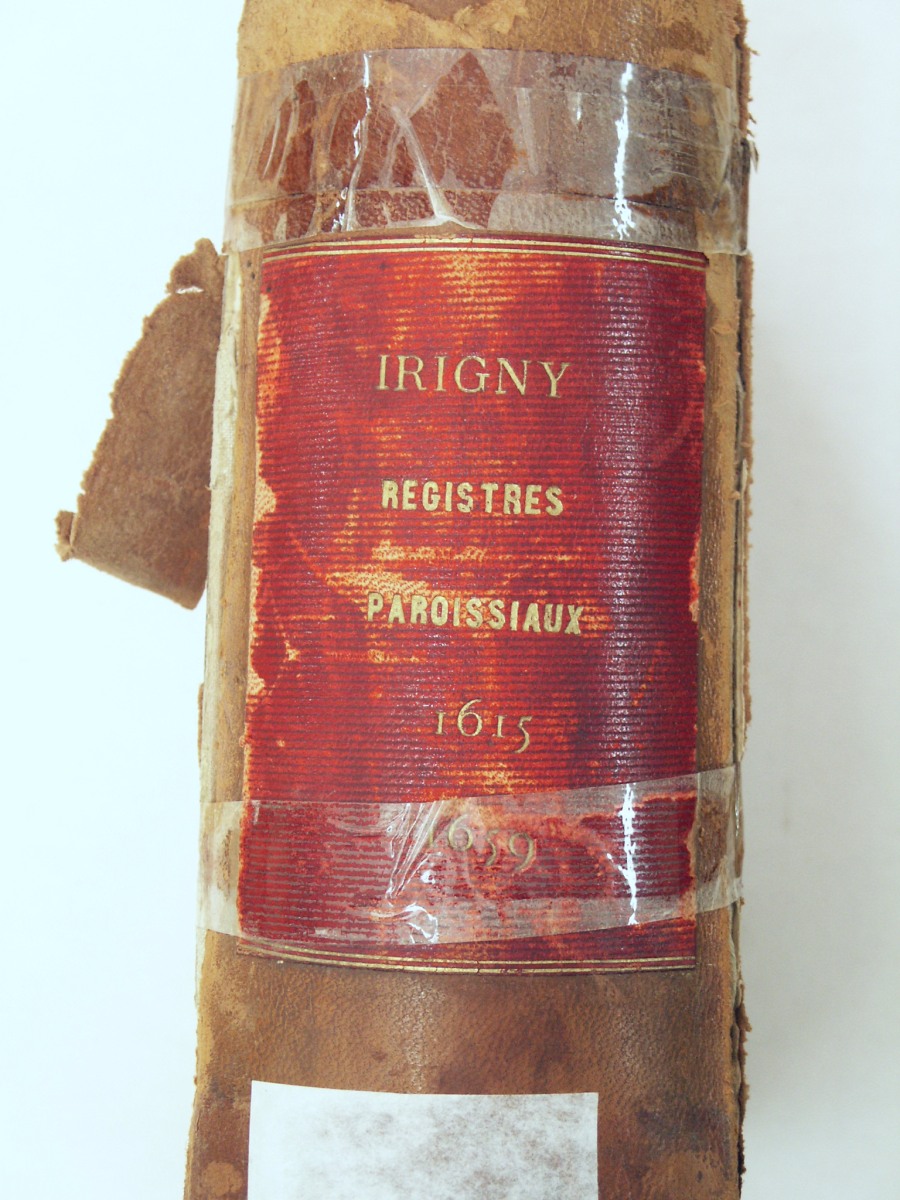 IRIGNY
REGISTRES
PAROISSIAUX
1615
1659